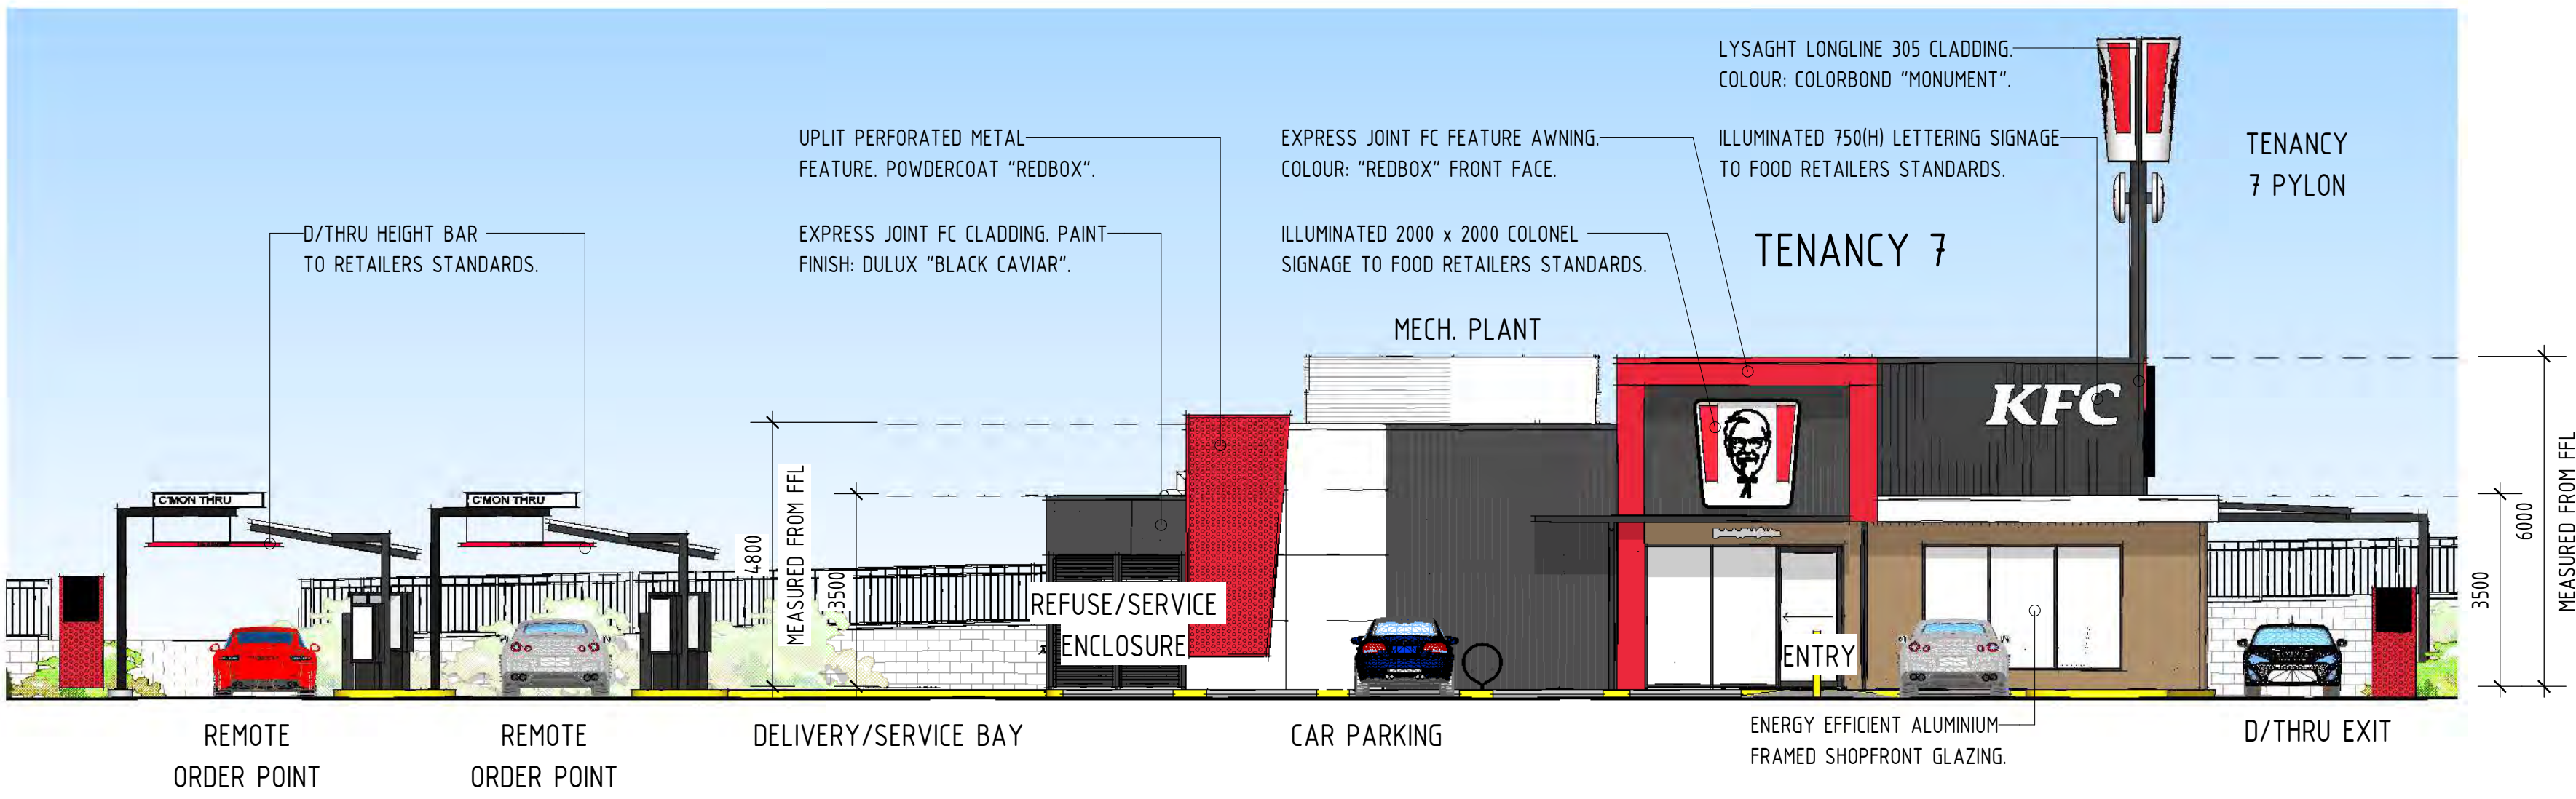 LYSAGHT LONGLINE 305 CLADDING.
COLOUR: COLORBOND "MONUMENT".
UPLIT PERFORATED METAL
FEATURE. POWDERCOAT "REDBOX".
EXPRESS JOINT FC FEATURE AWNING.
COLOUR: "REDBOX" FRONT FACE.
ILLUMINATED 750(H) LETTERING SIGNAGE
TO FOOD RETAILERS STANDARDS.
TENANCY
7 PYLON
D/THRU HEIGHT BAR
TO RETAILERS STANDARDS.
EXPRESS JOINT FC CLADDING. PAINT
FINISH: DULUX "BLACK CAVIAR".
ILLUMINATED 2000 x 2000 COLONEL
SIGNAGE TO FOOD RETAILERS STANDARDS.
TENANCY 7
MECH. PLANT
KFC
C'MON THRU
C'MON THRU
4800
MEASURED FROM FFL
3500
3500
6000
MEASURED FROM FFL
REFUSE/SERVICE
ENCLOSURE
ENTRY
REMOTE
ORDER POINT
REMOTE
ORDER POINT
DELIVERY/SERVICE BAY
CAR PARKING
ENERGY EFFICIENT ALUMINIUM
FRAMED SHOPFRONT GLAZING.
D/THRU EXIT